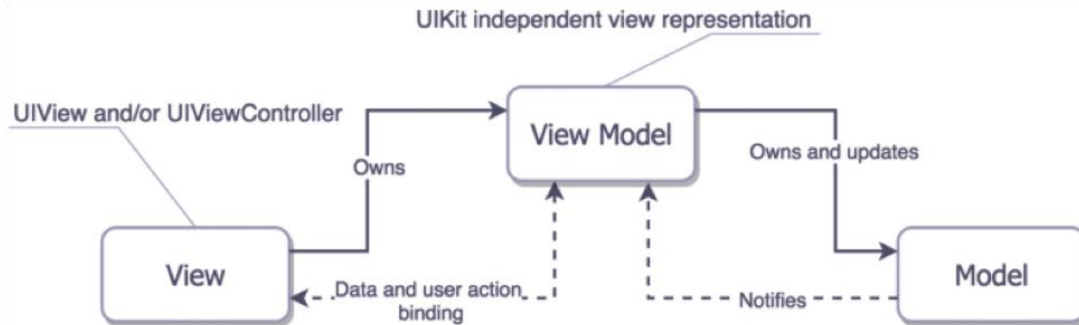 UIKit independent view representation
UIView and/or UIViewController
View Model
Owns
Owns and updates
View
Data and user action
binding
Notifies
Model